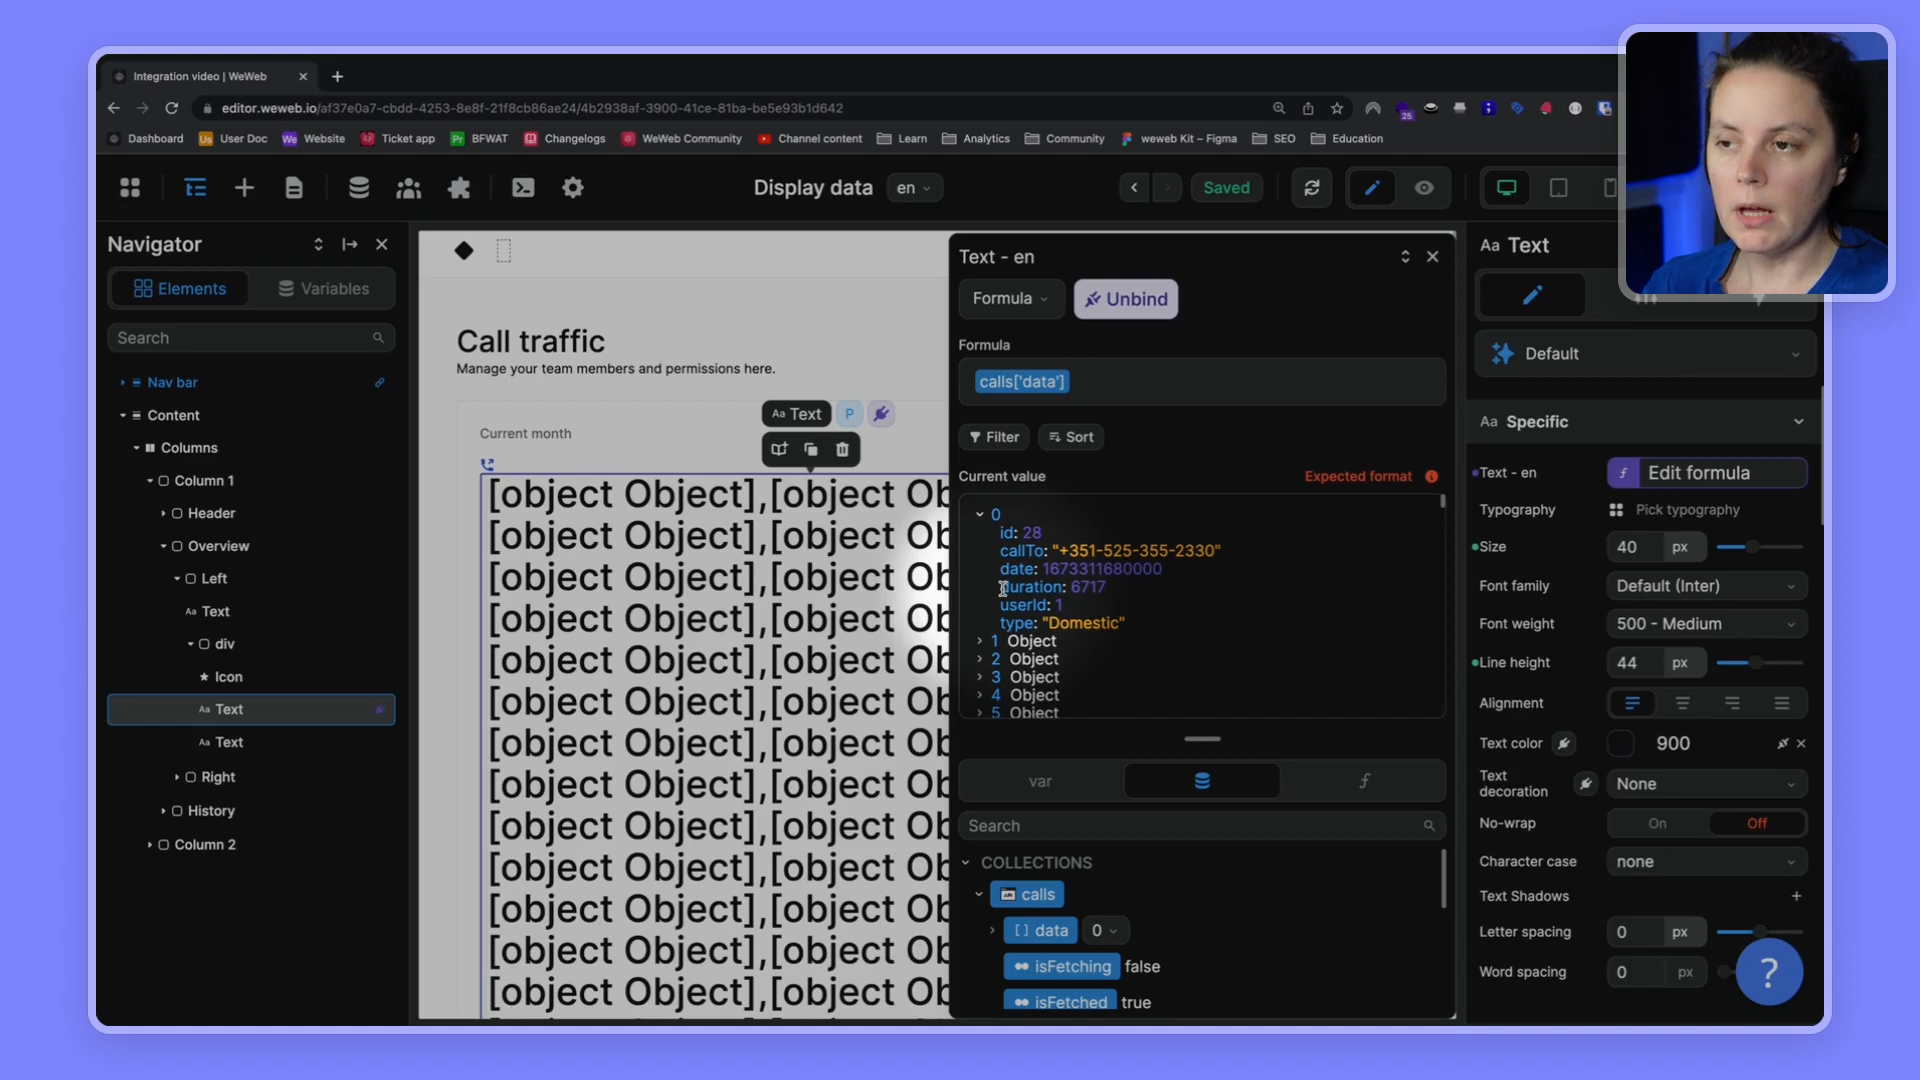 Integration video | WeWeb
editor.weweb.io/af37e0a7-cbdd-4253-8e8f-21f8cb86ae24/4b2938af-3900-41ce-81ba-be5e93b1d642
25
Dashboard
Us User Doc
We Website
Ticket app
Pr BFWAT
Changelogs
WeWeb Community
Channel content
Learn
Analytics
Community
weweb Kit – Figma
SEO
Education
Display data
en
Saved
Navigator
Elements
Variables
Search
Nav bar
Content
Columns
Column 1
Header
Overview
Left
Aa Text
div
Icon
Aa Text
Aa Text
Right
History
Column 2
Call traffic
Manage your team members and permissions here.
Current month
Aa Text
P
[object Object],[object Ob
[object Object],[object Ob
[object Object],[object Ob
[object Object],[object Ob
[object Object],[object Ob
[object Object],[object Ob
[object Object],[object Ob
[object Object],[object Ob
[object Object],[object Ob
[object Object],[object Ob
[object Object],[object Ob
[object Object],[object Ob
[object Object],[object Ob
Text - en
Formula
Unbind
Formula
calls['data']
Filter
Sort
Current value
Expected format
0
id: 28
callTo: "+351-525-355-2330"
date: 1673311680000
duration: 6717
userId: 1
type: "Domestic"
1 Object
2 Object
3 Object
4 Object
5 Object
var
f
Search
COLLECTIONS
calls
[ ] data
0
isFetching false
isFetched true
Aa Text
Default
Aa Specific
Text - en
f Edit formula
Typography
Pick typography
Size
40 px
Font family
Default (Inter)
Font weight
500 - Medium
Line height
44 px
Alignment
Text color
900
Text decoration
None
No-wrap
On
Off
Character case
none
Text Shadows
Letter spacing
0 px
Word spacing
0 px
?